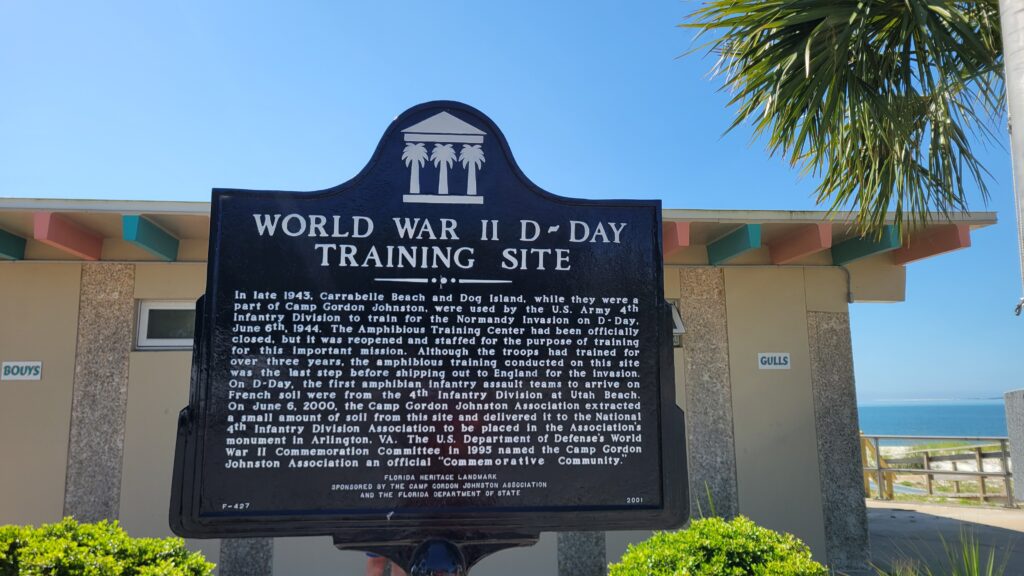 WORLD WAR II D-DAY
TRAINING SITE
In late 1943, Carrabelle Beach and Dog Island, while they were a
part of Camp Gordon Johnston, were used by the U.S. Army 4th
Infantry Division to train for the Normandy Invasion on D-Day,
June 6th, 1944. The Amphibious Training Center had been officially
closed, but it was reopened and staffed for the purpose of training
for this important mission. Although the troops had trained for
over three years, the amphibious training conducted on this site
was the last step before shipping out to England for the invasion.
On D-Day, the first amphibian infantry assault teams to arrive on
French soil were from the 4th Infantry Division at Utah Beach.
On June 6, 2000, the Camp Gordon Johnston Association extracted
a small amount of soil from this site and delivered it to the National
4th Infantry Division Association to be placed in the Association's
monument in Arlington, VA. The U.S. Department of Defense's World
War II Commemoration Committee in 1995 named the Camp Gordon
Johnston Association an official "Commemorative Community."
FLORIDA HERITAGE LANDMARK
SPONSORED BY THE CAMP GORDON JOHNSTON ASSOCIATION
AND THE FLORIDA DEPARTMENT OF STATE
F-427
2001
BOUYS
GULLS